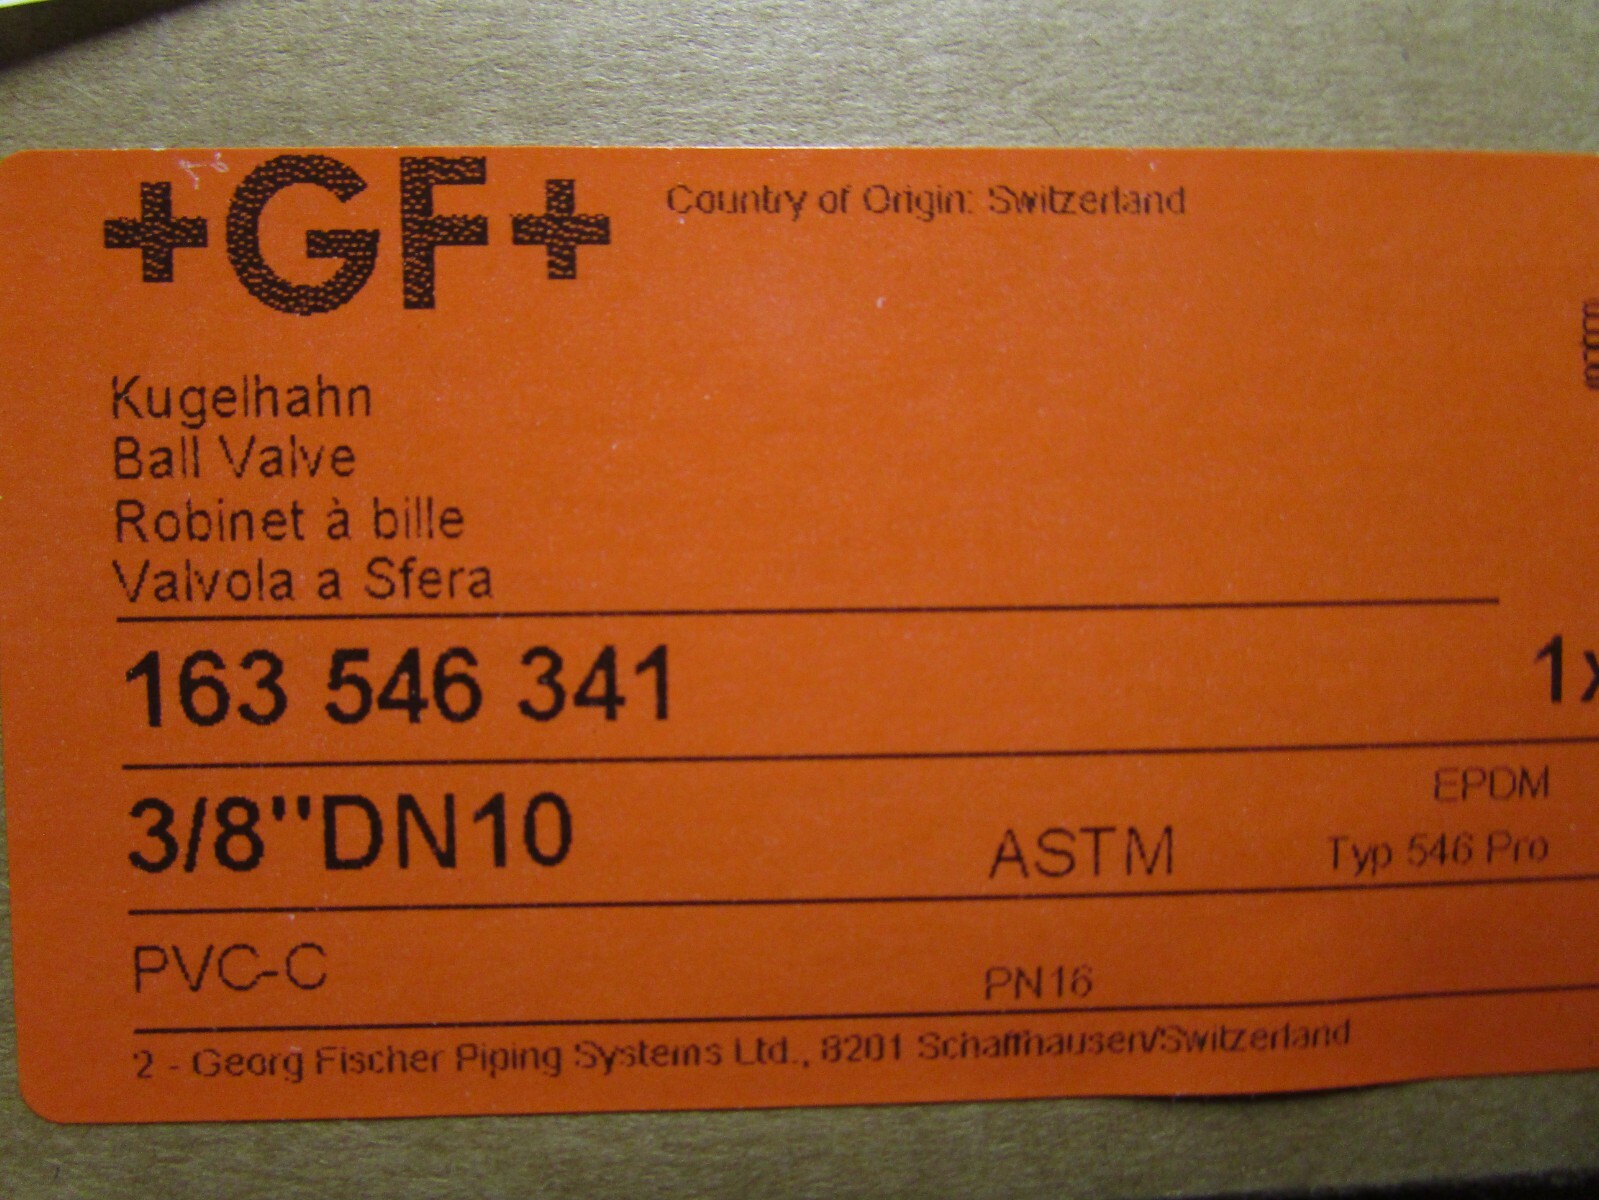 +GF+
Country of Origin: Switzerland
Kugelhahn
Ball Valve
Robinet à bille
Valvola a Sfera
163 546 341
1x
3/8"DN10
ASTM
EPDM
Typ 546 Pro
PVC-C
PN16
2 - Georg Fischer Piping Systems Ltd., 8201 Schaffhausen/Switzerland